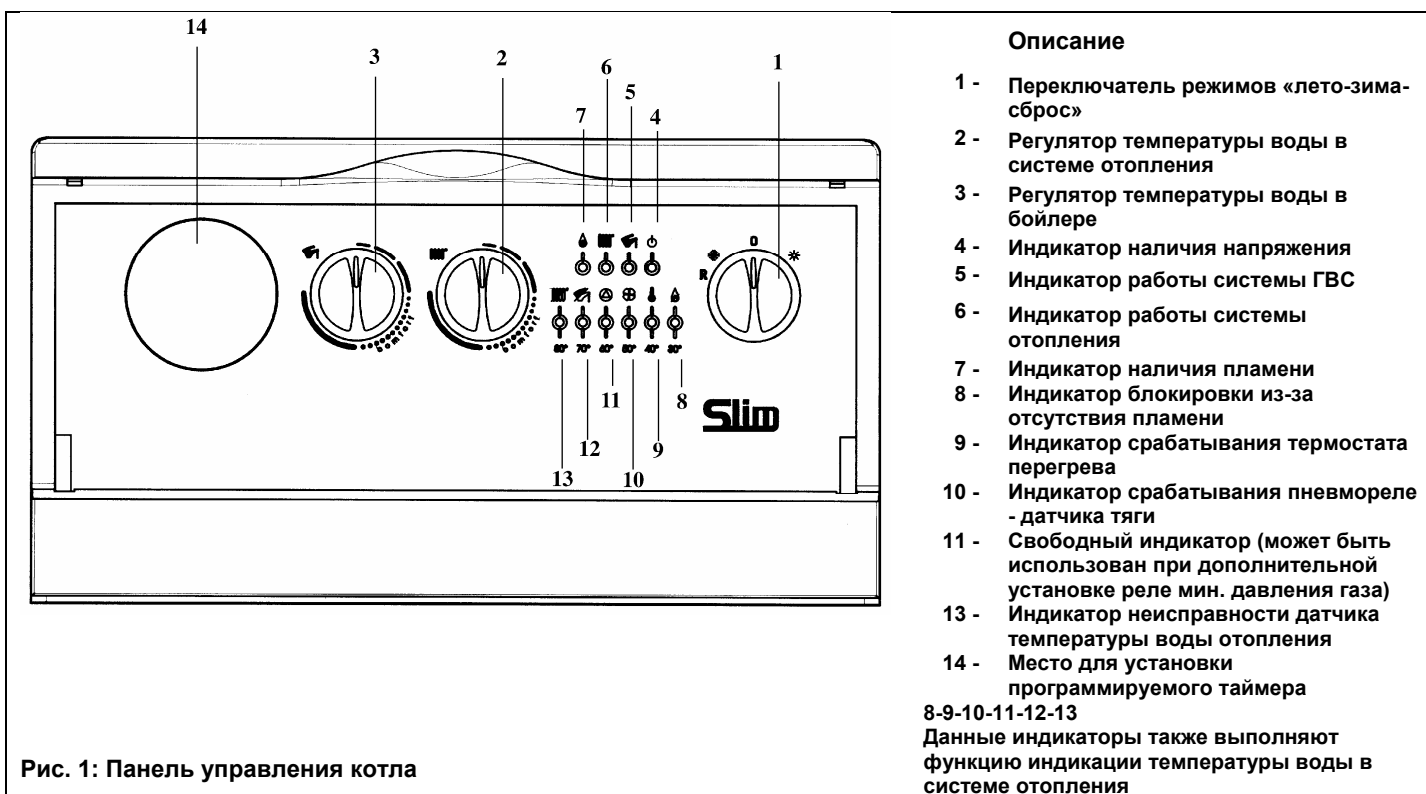 14
3
2
6
5
1
7
4
0
R
comfort
comfort
80° 70° 60° 50° 40° 30°
11
8
Slim
12
9
13
10
Рис. 1: Панель управления котла
Описание
1 - Переключатель режимов «лето-зима-
сброс»
2 - Регулятор температуры воды в
системе отопления
3 - Регулятор температуры воды в
бойлере
4 - Индикатор наличия напряжения
5 - Индикатор работы системы ГВС
6 - Индикатор работы системы
отопления
7 - Индикатор наличия пламени
8 - Индикатор блокировки из-за
отсутствия пламени
9 - Индикатор срабатывания термостата
перегрева
10 - Индикатор срабатывания пневмореле
- датчика тяги
11 - Свободный индикатор (может быть
использован при дополнительной
установке реле мин. давления газа)
13 - Индикатор неисправности датчика
температуры воды отопления
14 - Место для установки
программируемого таймера
8-9-10-11-12-13
Данные индикаторы также выполняют
функцию индикации температуры воды в
системе отопления